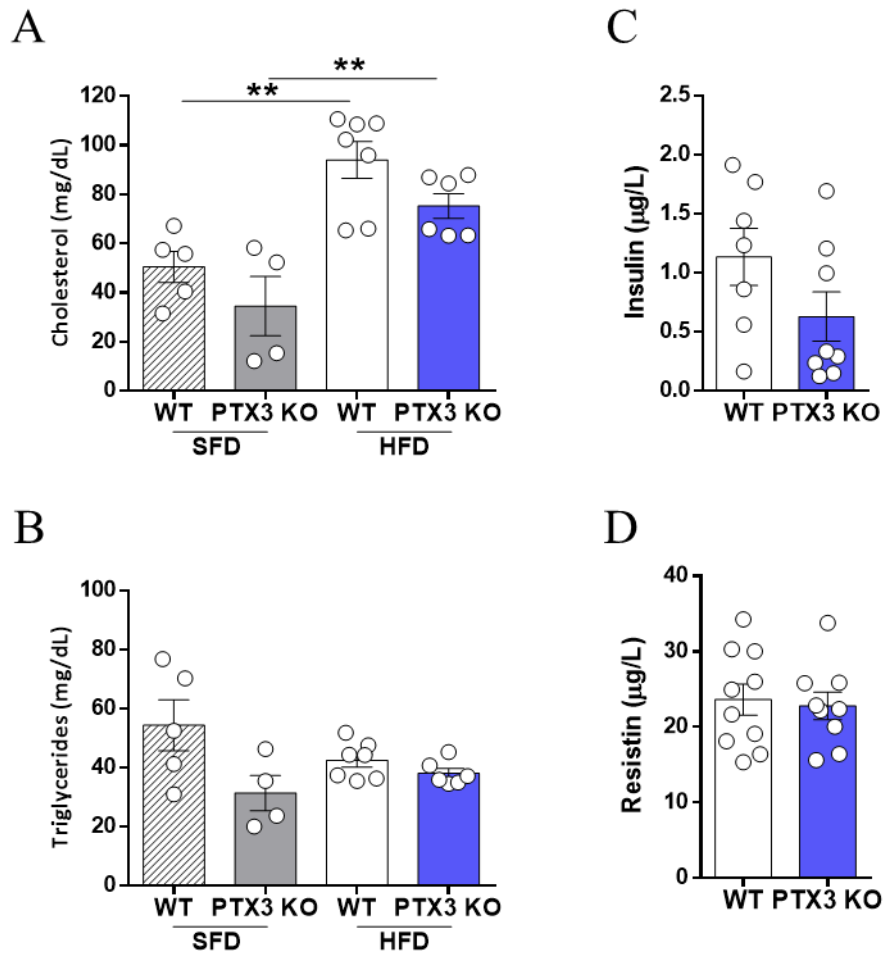 A
**
**
Cholesterol (mg/dL)
120
100
80
60
40
20
0
WT PTX3 KO WT PTX3 KO
SFD HFD
C
Insulin (µg/L)
2.5
2.0
1.5
1.0
0.5
0.0
WT PTX3 KO
B
Triglycerides (mg/dL)
100
80
60
40
20
0
WT PTX3 KO WT PTX3 KO
SFD HFD
D
Resistin (µg/L)
40
30
20
10
0
WT PTX3 KO